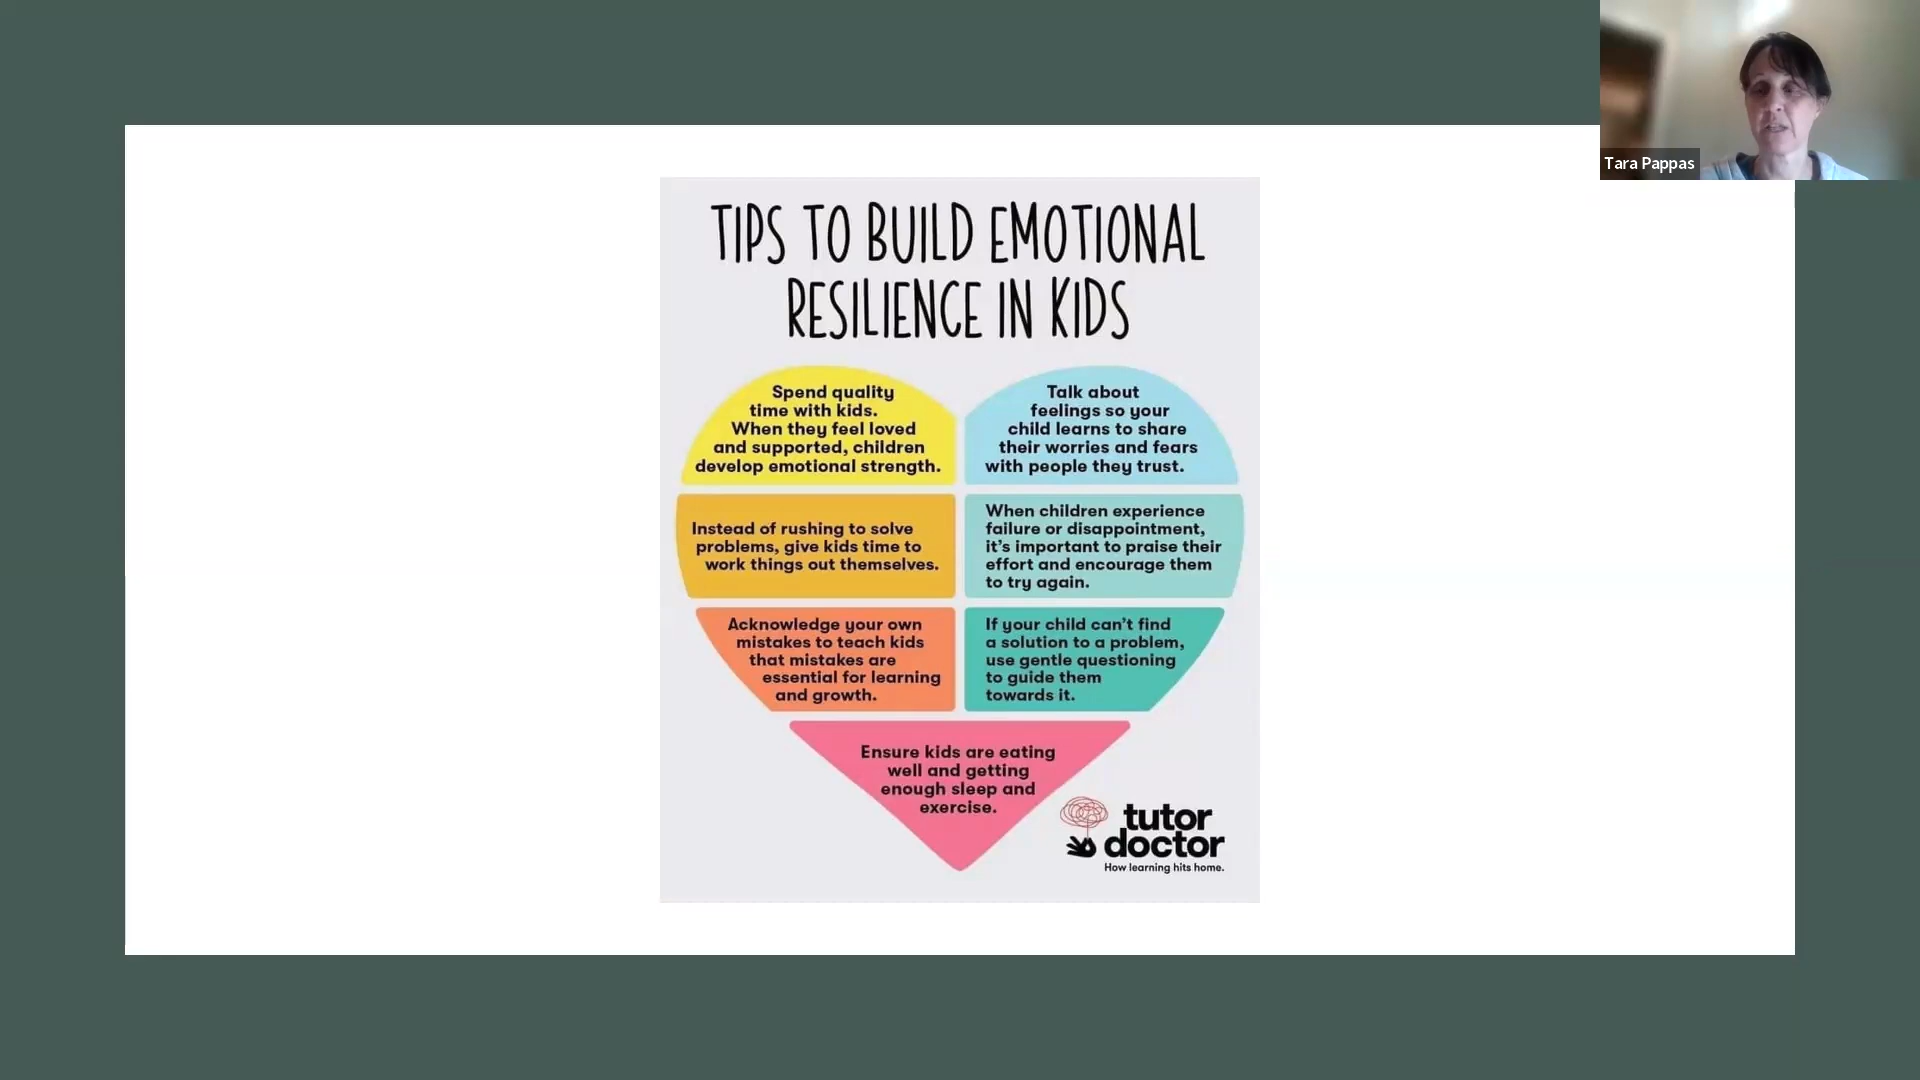 TIPS TO BUILD EMOTIONAL
RESILIENCE IN KIDS
Spend quality
time with kids.
When they feel loved
and supported, children
develop emotional strength.
Talk about
feelings so your
child learns to share
their worries and fears
with people they trust.
Instead of rushing to solve
problems, give kids time to
work things out themselves.
When children experience
failure or disappointment,
it's important to praise their
effort and encourage them
to try again.
Acknowledge your own
mistakes to teach kids
that mistakes are
essential for learning
and growth.
If your child can't find
a solution to a problem,
use gentle questioning
to guide them
towards it.
Ensure kids are eating
well and getting
enough sleep and
exercise.
tutor
doctor
How learning hits home.
Tara Pappas